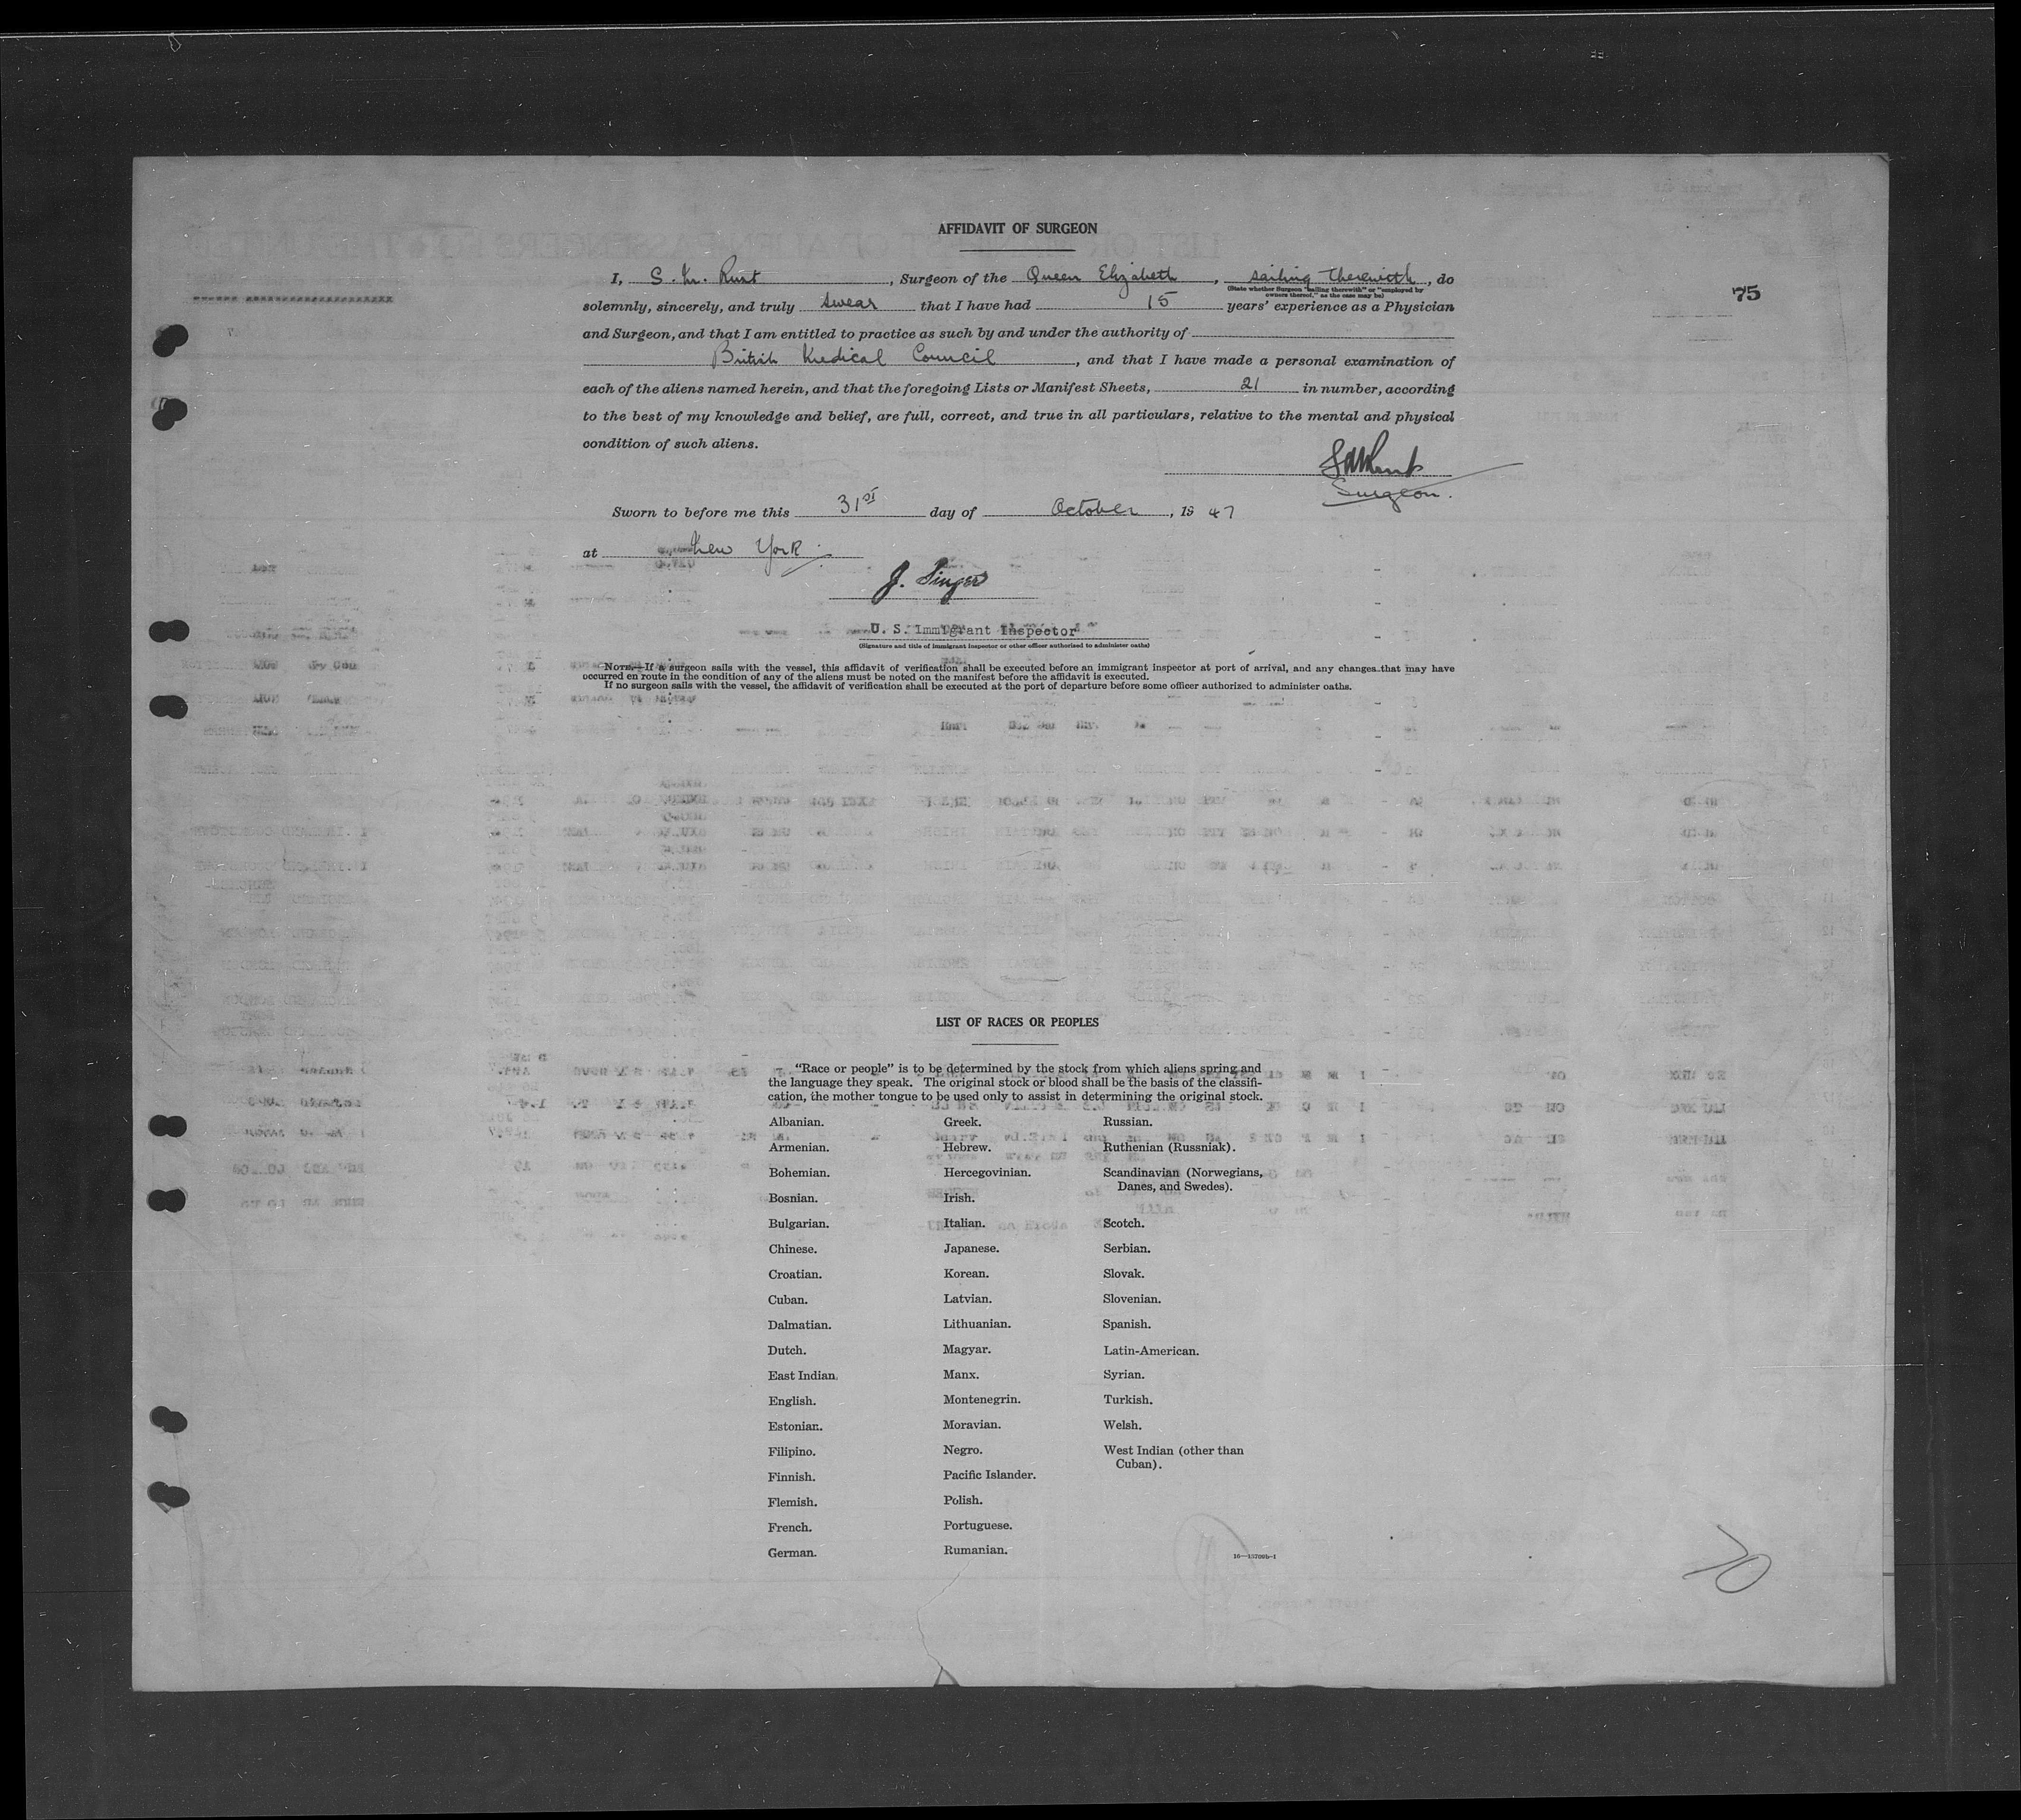 AFFIDAVIT OF SURGEON
I, S. M. Runt, Surgeon of the Queen Elizabeth, sailing therewith, do
(State whether Surgeon "sailing therewith" or "employed by
owners thereof," as the case may be)
75
solemnly, sincerely, and truly swear that I have had 15 years' experience as a Physician
and Surgeon, and that I am entitled to practice as such by and under the authority of
British Medical Council, and that I have made a personal examination of
each of the aliens named herein, and that the foregoing Lists or Manifest Sheets, 21 in number, according
to the best of my knowledge and belief, are full, correct, and true in all particulars, relative to the mental and physical
condition of such aliens.
Surgeon.
Sworn to before me this 31st day of October, 1947
at New York.
J. Singer
U. S. Immigrant Inspector
(Signature and title of immigrant inspector or other officer authorized to administer oaths)
NOTE.—If a surgeon sails with the vessel, this affidavit of verification shall be executed before an immigrant inspector at port of arrival, and any changes that may have
occurred en route in the condition of any of the aliens must be noted on the manifest before the affidavit is executed.
If no surgeon sails with the vessel, the affidavit of verification shall be executed at the port of departure before some officer authorized to administer oaths.
LIST OF RACES OR PEOPLES
"Race or people" is to be determined by the stock from which aliens spring and
the language they speak. The original stock or blood shall be the basis of the classifi-
cation, the mother tongue to be used only to assist in determining the original stock.
Albanian.
Armenian.
Bohemian.
Bosnian.
Bulgarian.
Chinese.
Croatian.
Cuban.
Dalmatian.
Dutch.
East Indian.
English.
Estonian.
Filipino.
Finnish.
Flemish.
French.
German.
Greek.
Hebrew.
Hercegovinian.
Irish.
Italian.
Japanese.
Korean.
Latvian.
Lithuanian.
Magyar.
Manx.
Montenegrin.
Moravian.
Negro.
Pacific Islander.
Polish.
Portuguese.
Rumanian.
Russian.
Ruthenian (Russniak).
Scandinavian (Norwegians,
Danes, and Swedes).
Scotch.
Serbian.
Slovak.
Slovenian.
Spanish.
Latin-American.
Syrian.
Turkish.
Welsh.
West Indian (other than
Cuban).